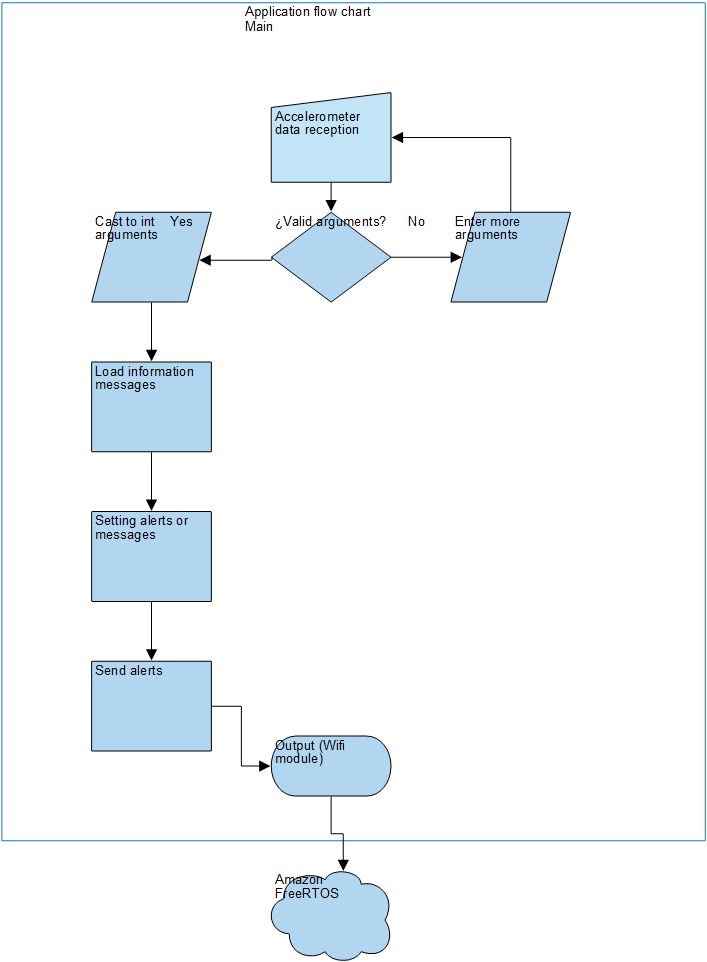 Application flow chart
Main
Accelerometer
data reception
Cast to int
arguments
Yes
¿Valid arguments?
No
Enter more
arguments
Load information
messages
Setting alerts or
messages
Send alerts
Output (Wifi
module)
Amazon
FreeRTOS